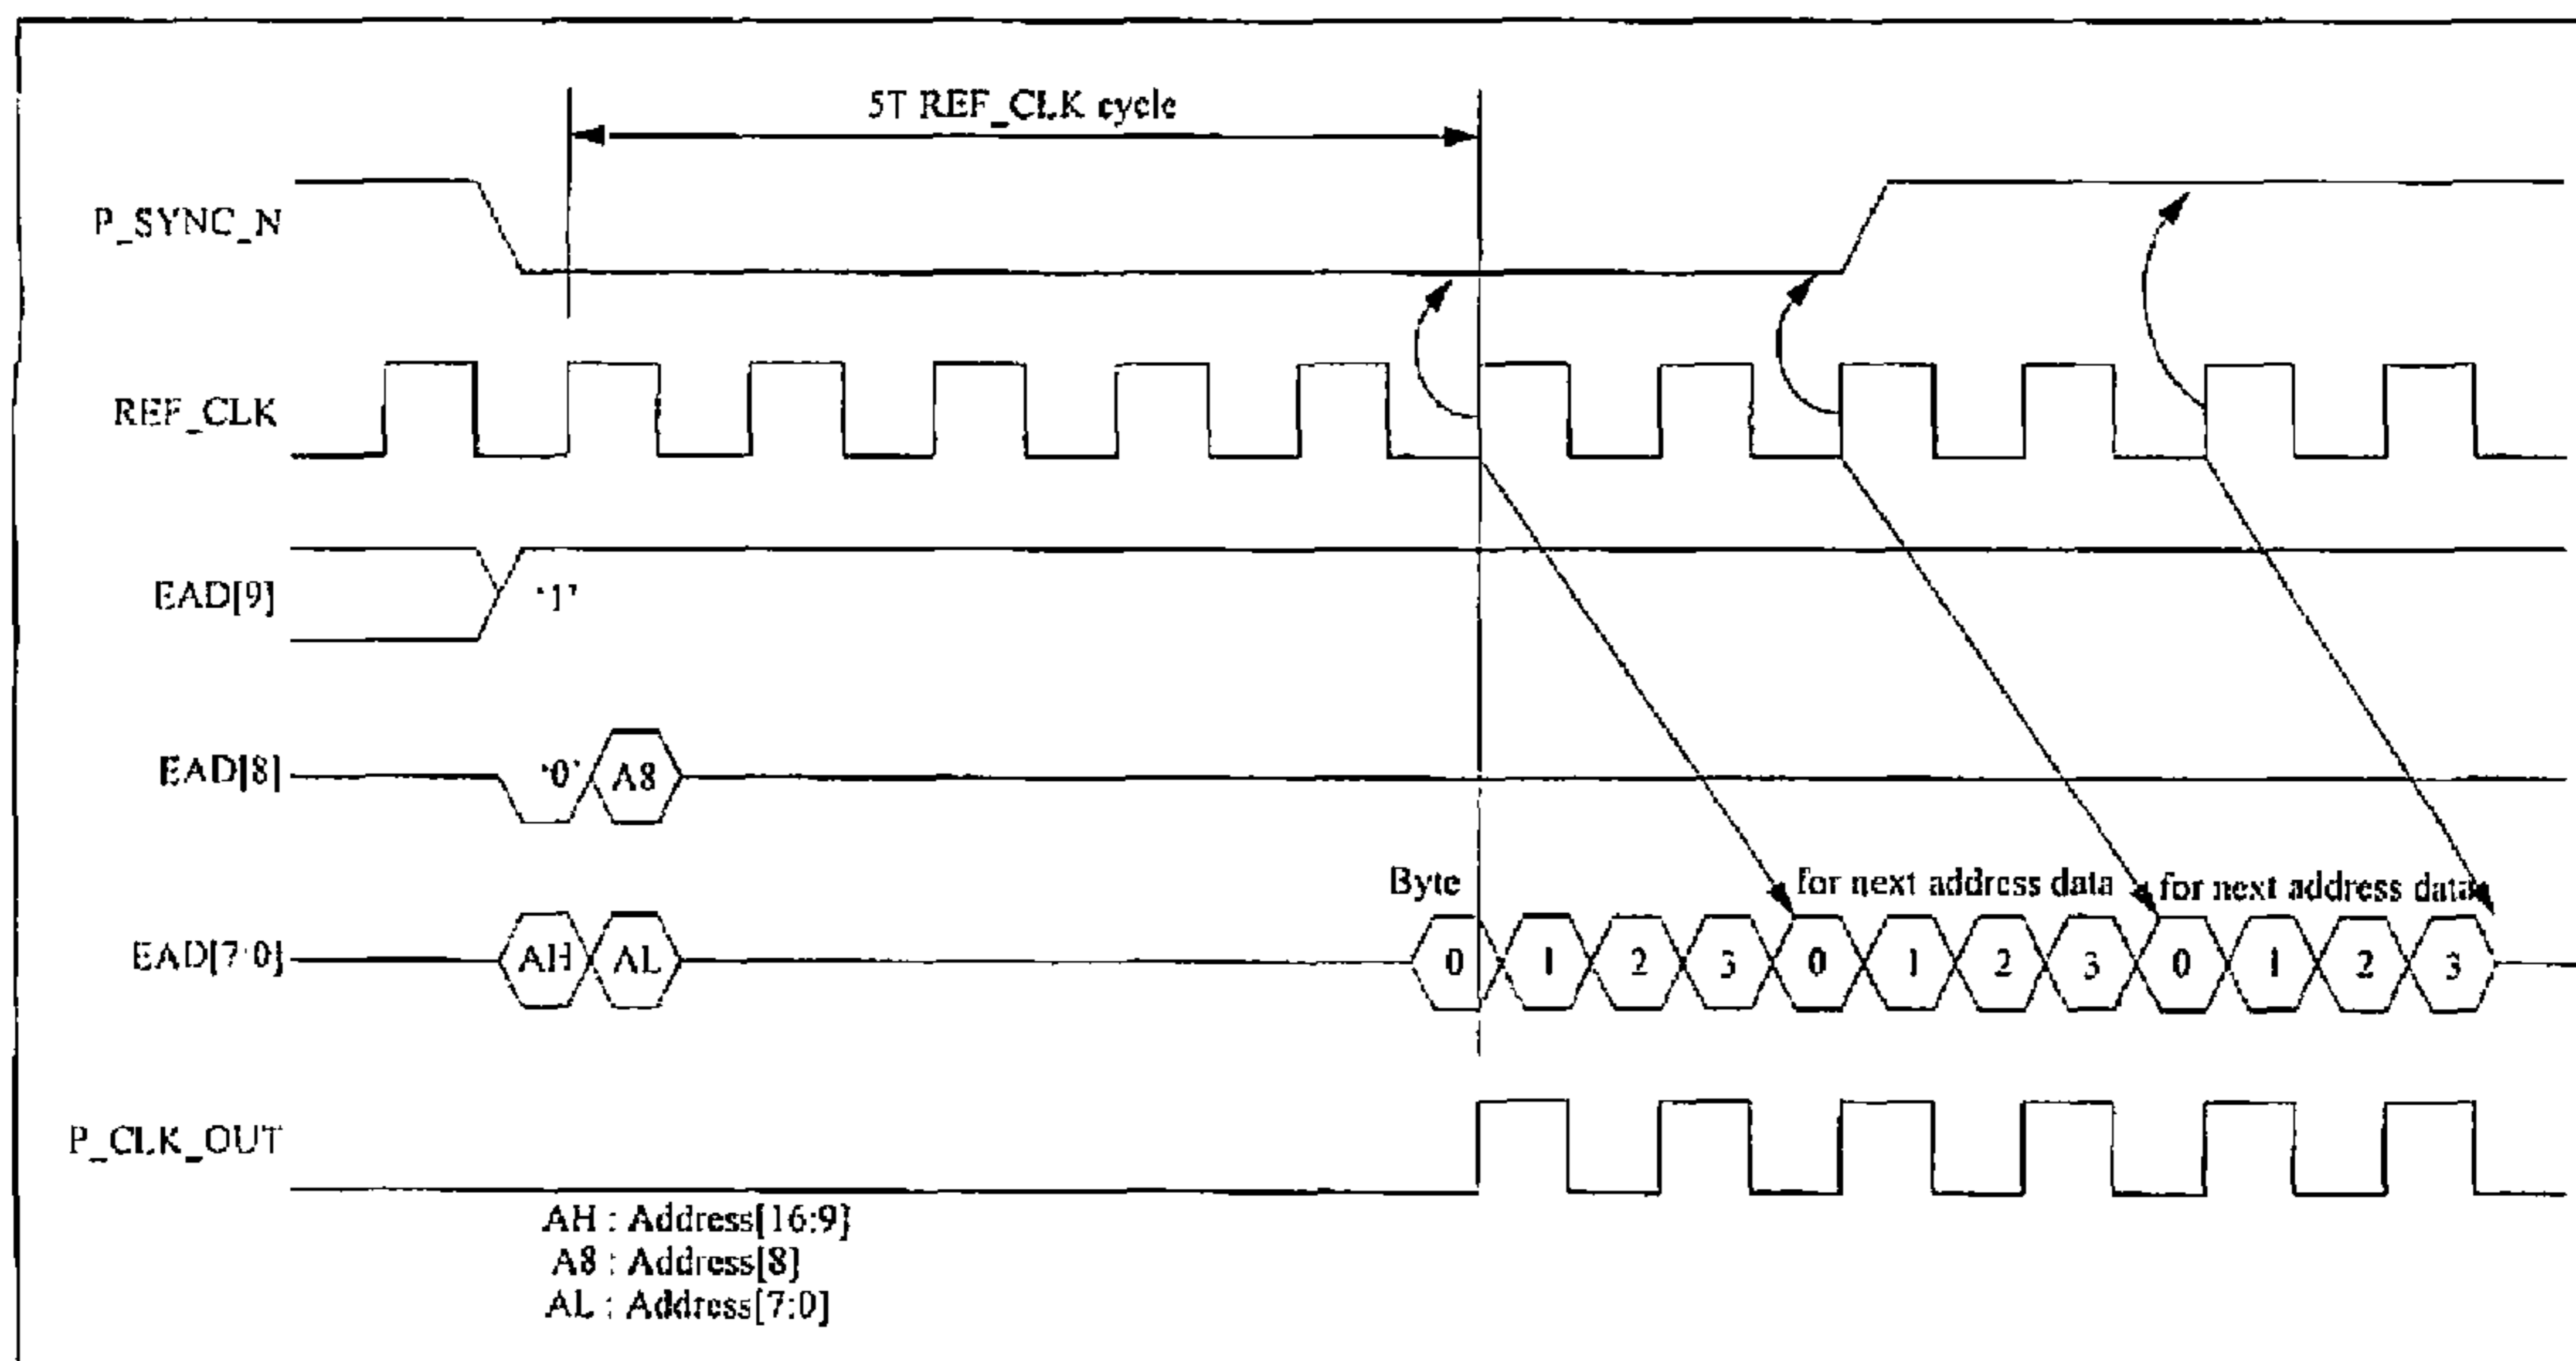 5T REF_CLK cycle
P_SYNC_N
REF_CLK
EAD[9]
'1'
EAD[8]
'0'
A8
Byte
for next address data
for next address data
EAD[7:0]
AH
AL
0
1
2
3
0
1
2
3
0
1
2
3
P_CLK_OUT
AH : Address[16:9]
A8 : Address[8]
AL : Address[7:0]